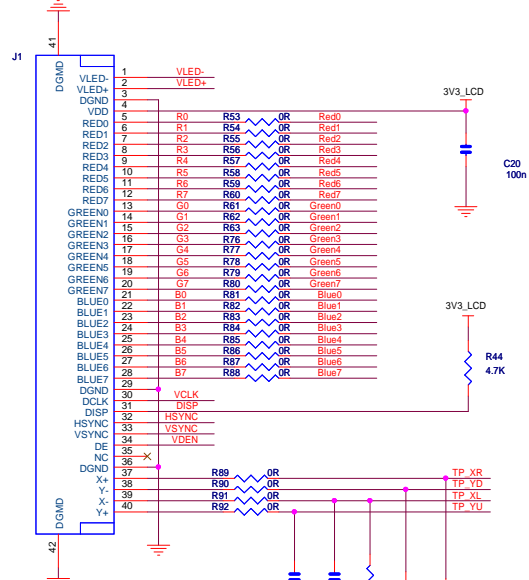 J1
41
DGMD
VLED- 1 VLED-
VLED+ 2 VLED+
DGND 3
VDD 4 3V3_LCD
RED0 5 R0 R53 0R Red0
RED1 6 R1 R54 0R Red1
RED2 7 R2 R55 0R Red2
RED3 8 R3 R56 0R Red3
RED4 9 R4 R57 0R Red4
RED5 10 R5 R58 0R Red5
RED6 11 R6 R59 0R Red6
RED7 12 R7 R60 0R Red7
GREEN0 13 G0 R61 0R Green0
GREEN1 14 G1 R62 0R Green1
GREEN2 15 G2 R63 0R Green2
GREEN3 16 G3 R76 0R Green3
GREEN4 17 G4 R77 0R Green4
GREEN5 18 G5 R78 0R Green5
GREEN6 19 G6 R79 0R Green6
GREEN7 20 G7 R80 0R Green7
BLUE0 21 B0 R81 0R Blue0
BLUE1 22 B1 R82 0R Blue1
BLUE2 23 B2 R83 0R Blue2
BLUE3 24 B3 R84 0R Blue3
BLUE4 25 B4 R85 0R Blue4
BLUE5 26 B5 R86 0R Blue5
BLUE6 27 B6 R87 0R Blue6
BLUE7 28 B7 R88 0R Blue7
DGND 29
DCLK 30 VCLK
DISP 31 DISP
HSYNC 32 HSYNC
VSYNC 33 VSYNC
DE 34 VDEN
NC 35
DGND 36
X+ 37 R89 0R TP_XR
Y- 38 R90 0R TP_YD
X- 39 R91 0R TP_XL
Y+ 40 R92 0R TP_YU
DGMD
42
C20
100n
3V3_LCD
R44
4.7K